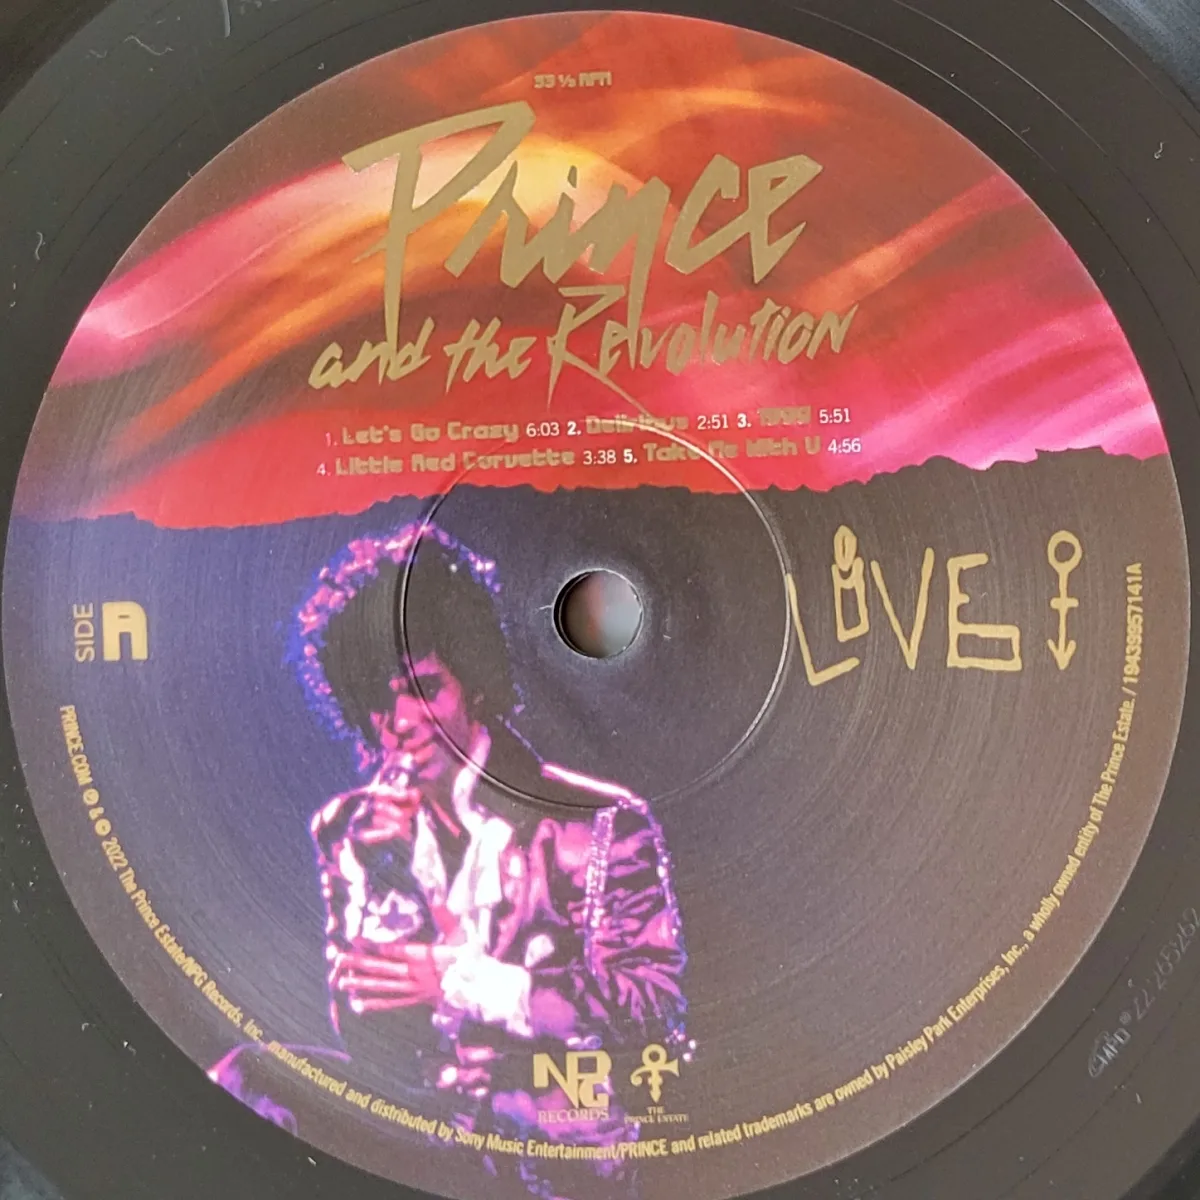 33 ⅓ RPM
Prince
and the Revolution
1. Let's Go Crazy 6:03 2. Delirious 2:51 3. 1999 5:51
4. Little Red Corvette 3:38 5. Take Me With U 4:56
LIVE
SIDE A
PRINCE.COM ℗ & © 2022 The Prince Estate/NPG Records, Inc., manufactured and distributed by Sony Music Entertainment/PRINCE and related trademarks are owned by Paisley Park Enterprises, Inc., a wholly owned entity of The Prince Estate. / 19439957141A
NPG
RECORDS
THE
PRINCE ESTATE